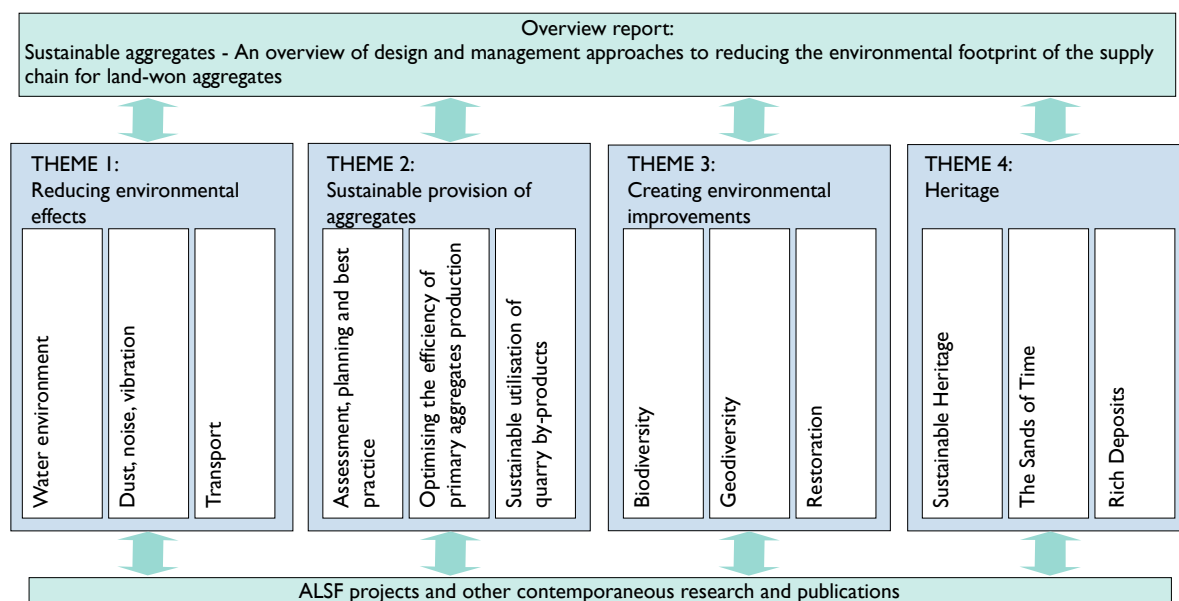 Overview report:
Sustainable aggregates - An overview of design and management approaches to reducing the environmental footprint of the supply
chain for land-won aggregates
THEME 1:
Reducing environmental
effects
Water environment
Dust, noise, vibration
Transport
THEME 2:
Sustainable provision of
aggregates
Assessment, planning and best
practice
Optimising the efficiency of
primary aggregates production
Sustainable utilisation of
quarry by-products
THEME 3:
Creating environmental
improvements
Biodiversity
Geodiversity
Restoration
THEME 4:
Heritage
Sustainable Heritage
The Sands of Time
Rich Deposits
ALSF projects and other contemporaneous research and publications